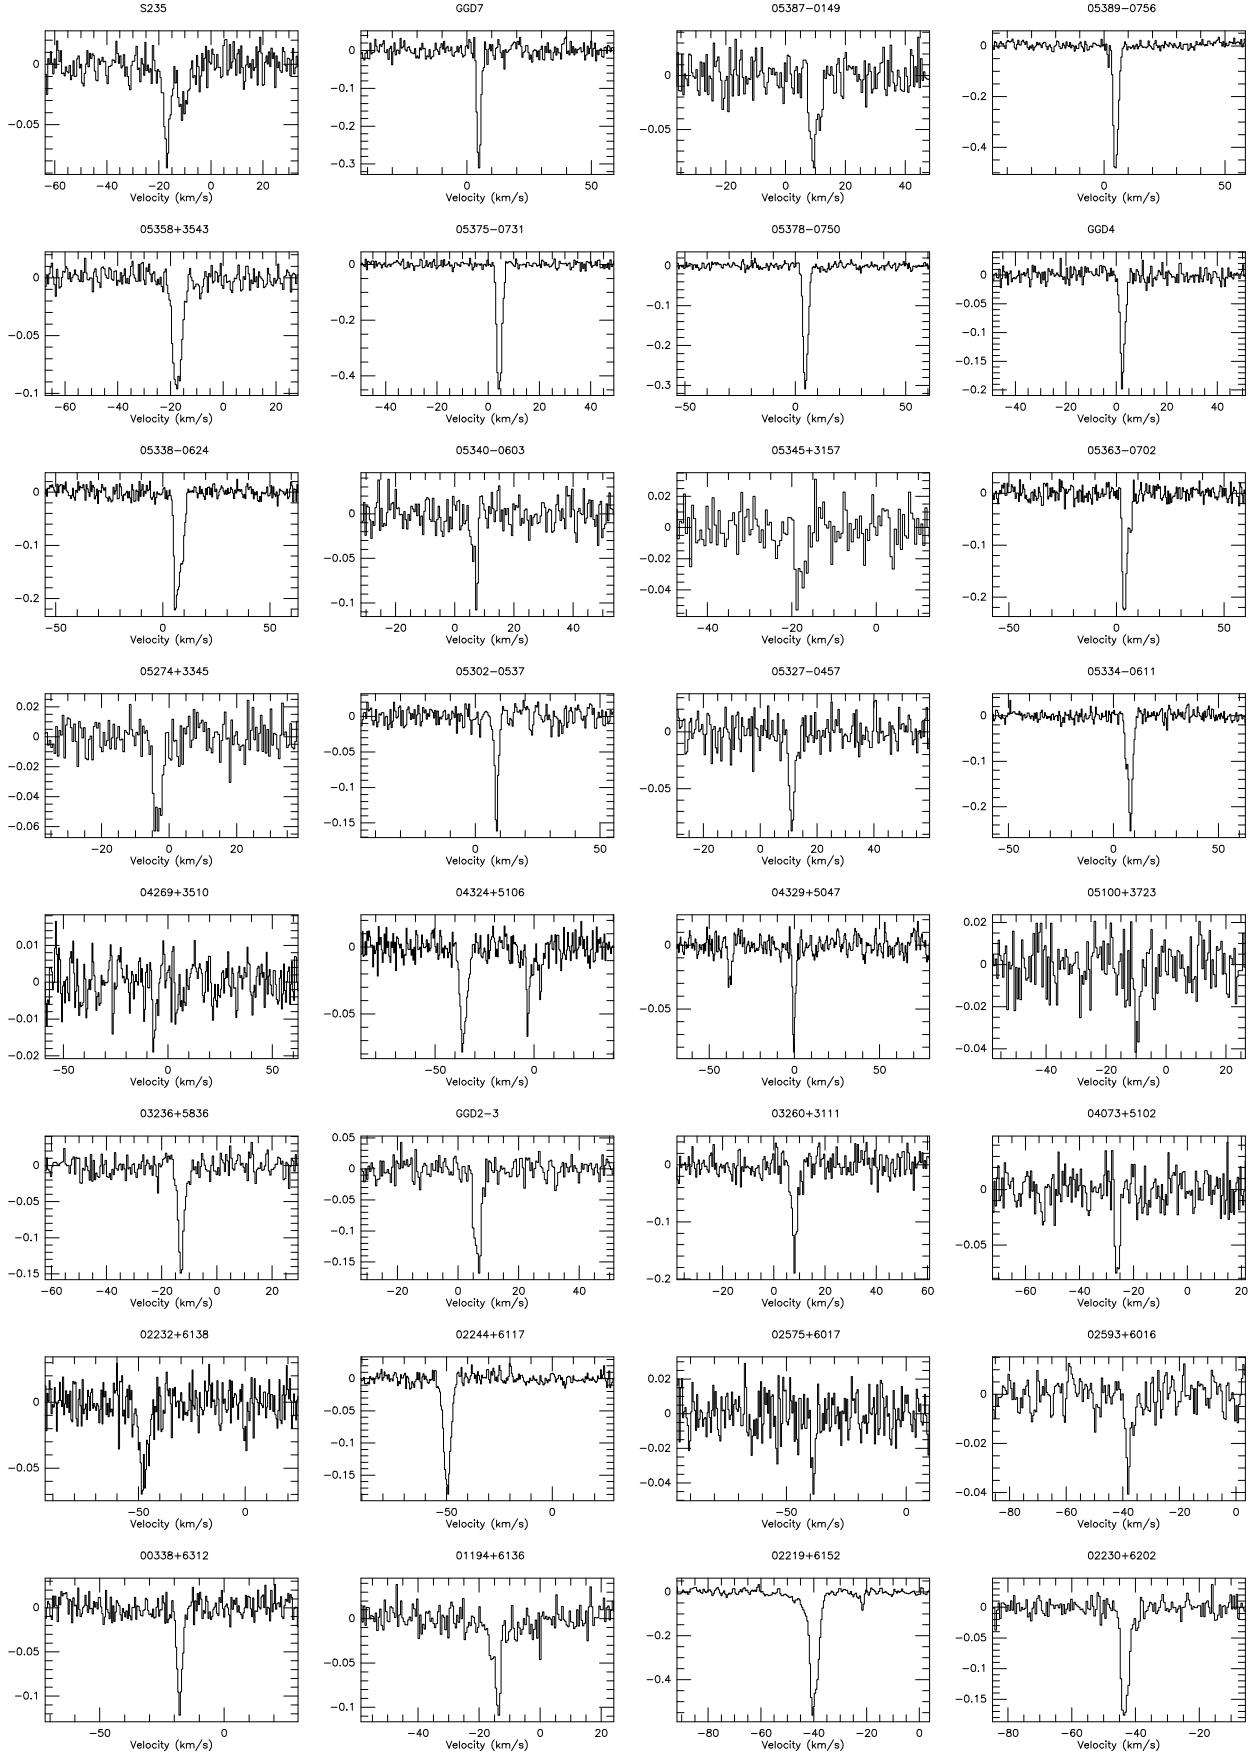 S235 GGD7 05387−0149 05389−0756
0 0 0 0
−0.1 −0.2
−0.05 −0.2 −0.05
−0.3 −0.4
−60 −40 −20 0 20 0 50 −20 0 20 40 0 50
Velocity (km/s) Velocity (km/s) Velocity (km/s) Velocity (km/s)
05358+3543 05375−0731 05378−0750 GGD4
0 0 0 0
−0.05 −0.2 −0.1 −0.05
−0.2 −0.1
−0.15
−0.1 −0.4 −0.3 −0.2
−60 −40 −20 0 20 −40 −20 0 20 40 −50 0 50 −40 −20 0 20 40
Velocity (km/s) Velocity (km/s) Velocity (km/s) Velocity (km/s)
05338−0624 05340−0603 05345+3157 05363−0702
0 0 0.02 0
0
−0.1 −0.05 −0.02 −0.1
−0.2 −0.1 −0.04 −0.2
−50 0 50 −20 0 20 40 −40 −20 0 −50 0 50
Velocity (km/s) Velocity (km/s) Velocity (km/s) Velocity (km/s)
05274+3345 05302−0537 05327−0457 05334−0611
0.02 0 0 0
0 −0.05
−0.02 −0.1 −0.05 −0.1
−0.04 −0.15 −0.2
−0.06
−20 0 20 0 50 −20 0 20 40 −50 0 50
Velocity (km/s) Velocity (km/s) Velocity (km/s) Velocity (km/s)
04269+3510 04324+5106 04329+5047 05100+3723
0.01 0 0 0.02
0 0
−0.01 −0.05 −0.05 −0.02
−0.02 −0.04
−50 0 50 −50 0 −50 0 50 −40 −20 0 20
Velocity (km/s) Velocity (km/s) Velocity (km/s) Velocity (km/s)
03236+5836 GGD2−3 03260+3111 04073+5102
0 0.05 0 0
−0.05 0
−0.1 −0.05 −0.1 −0.05
−0.15 −0.1 −0.2
−0.15
−60 −40 −20 0 20 −20 0 20 40 −20 0 20 40 60 −60 −40 −20 0 20
Velocity (km/s) Velocity (km/s) Velocity (km/s) Velocity (km/s)
02232+6138 02244+6117 02575+6017 02593+6016
0 0 0.02 0
−0.05 0
−0.05 −0.1 −0.02 −0.02
−0.15 −0.04 −0.04
−50 0 −50 0 −50 0 −80 −60 −40 −20 0
Velocity (km/s) Velocity (km/s) Velocity (km/s) Velocity (km/s)
00338+6312 01194+6136 02219+6152 02230+6202
0 0 0 0
−0.05 −0.05 −0.2 −0.05
−0.1 −0.1 −0.4 −0.1
−0.15
−50 0 −40 −20 0 20 −80 −60 −40 −20 0 −80 −60 −40 −20
Velocity (km/s) Velocity (km/s) Velocity (km/s) Velocity (km/s)